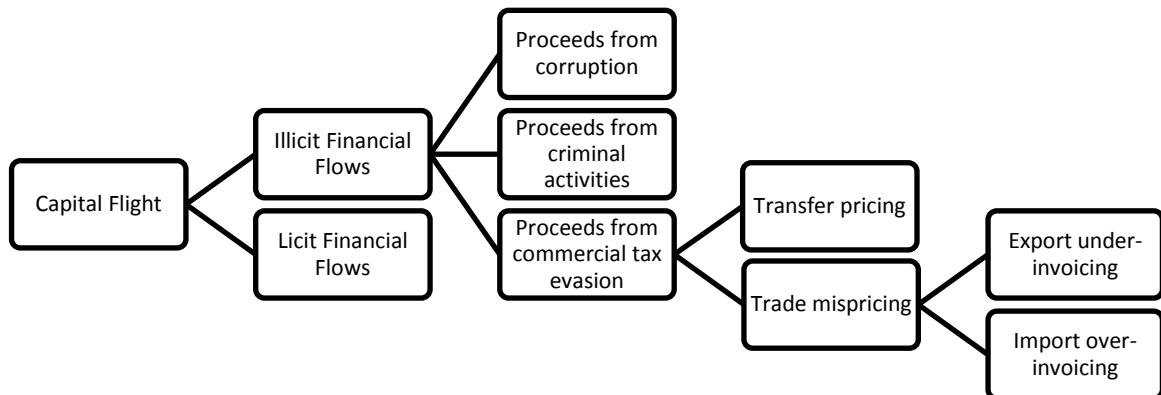 Capital Flight
Illicit Financial
Flows
Licit Financial
Flows
Proceeds from
corruption
Proceeds from
criminal
activities
Proceeds from
commercial tax
evasion
Transfer pricing
Trade mispricing
Export under-
invoicing
Import over-
invoicing